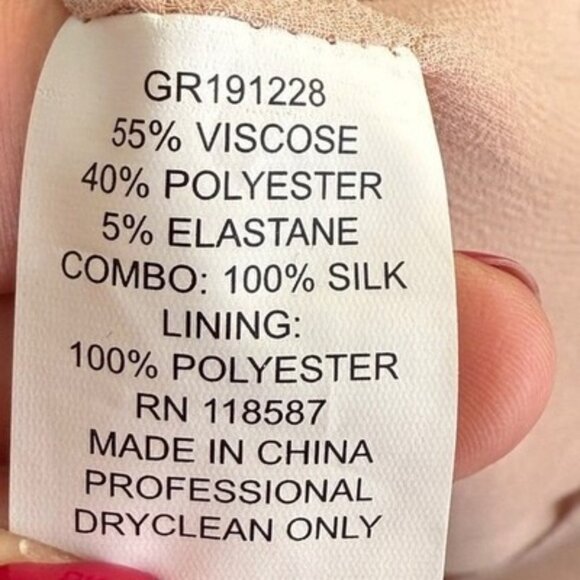 GR191228
55% VISCOSE
40% POLYESTER
5% ELASTANE
COMBO: 100% SILK
LINING:
100% POLYESTER
RN 118587
MADE IN CHINA
PROFESSIONAL
DRYCLEAN ONLY